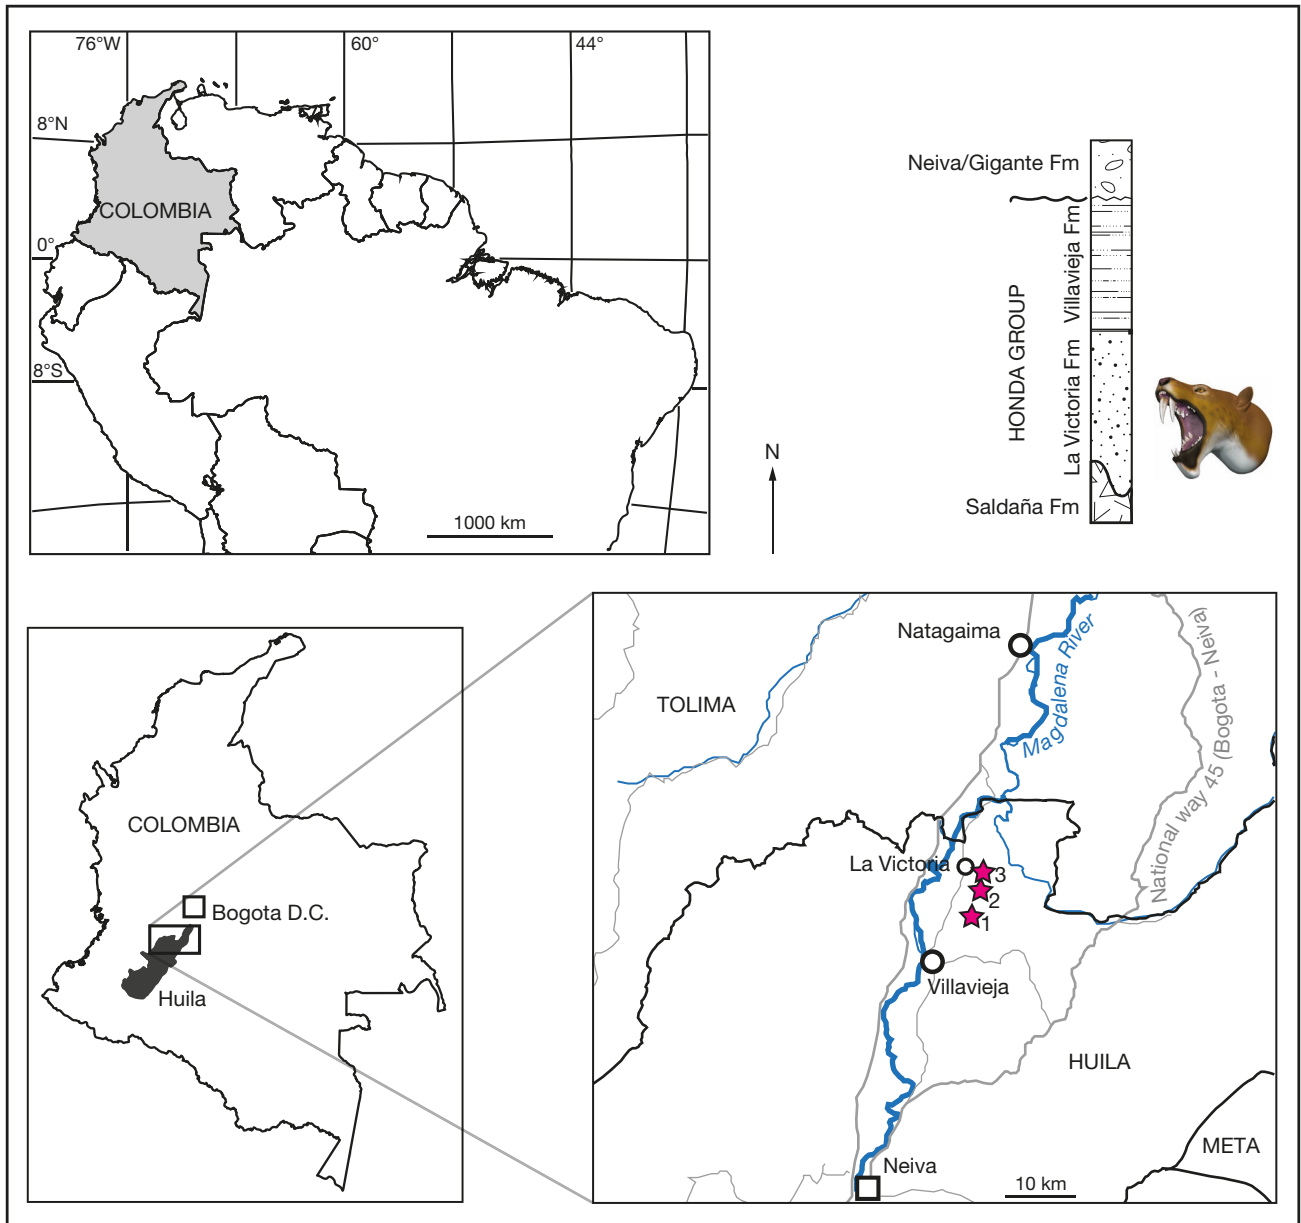 76°W
60°
44°
8°N
COLOMBIA
0°
8°S
1000 km
N
Neiva/Gigante Fm
Villavieja Fm
HONDA GROUP
La Victoria Fm
Saldaña Fm
COLOMBIA
Bogota D.C.
Huila
Natagaima
TOLIMA
Magdalena River
National way 45 (Bogota - Neiva)
La Victoria
3
2
1
Villavieja
HUILA
META
Neiva
10 km